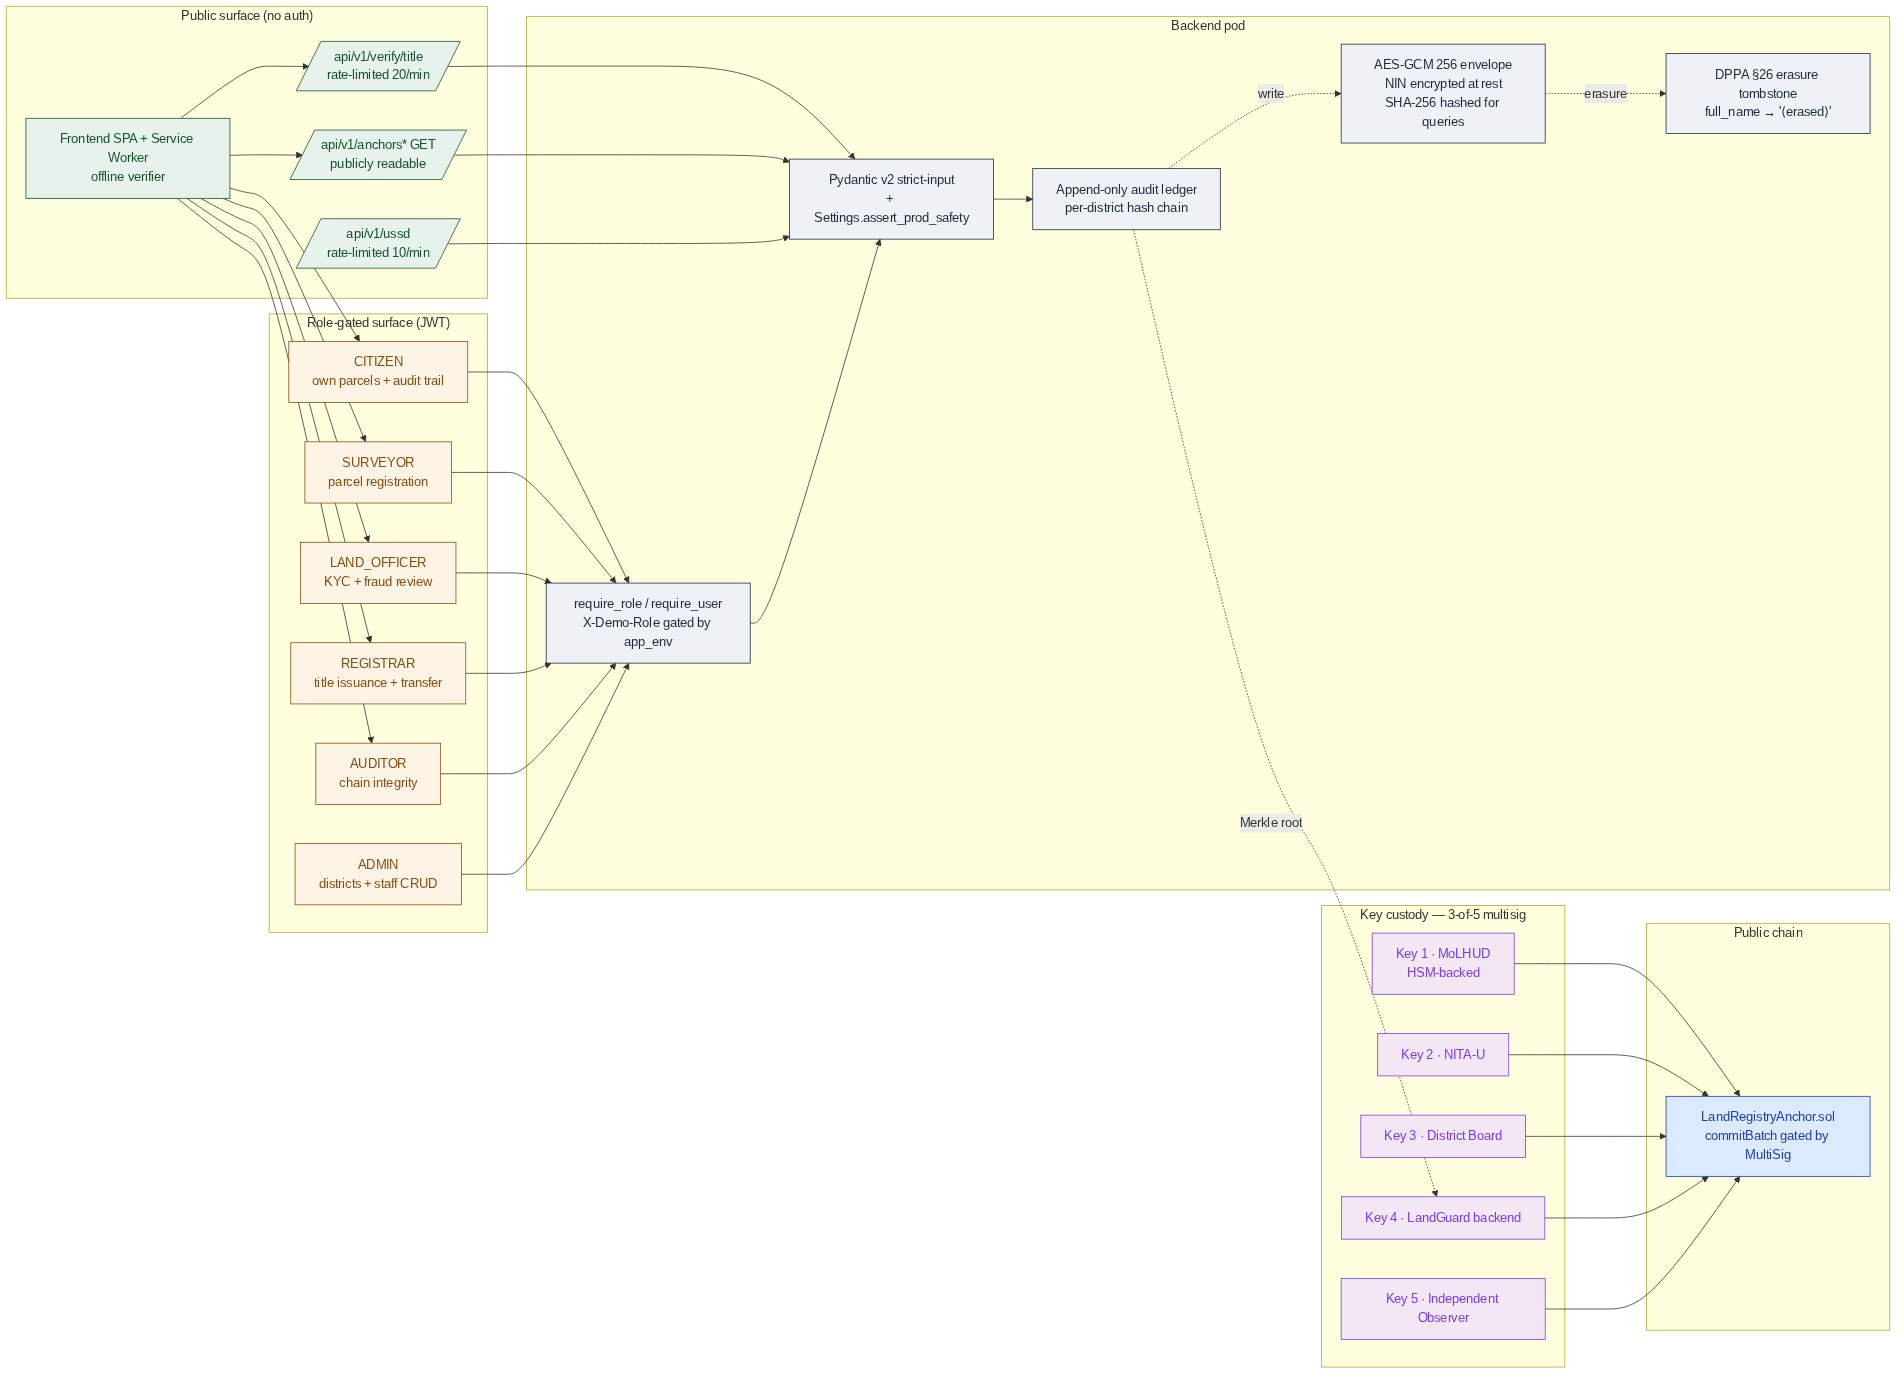 Public surface (no auth)
api/v1/verify/title
rate-limited 20/min
Frontend SPA + Service
Worker
offline verifier
api/v1/anchors* GET
publicly readable
api/v1/ussd
rate-limited 10/min
Role-gated surface (JWT)
CITIZEN
own parcels + audit trail
SURVEYOR
parcel registration
LAND_OFFICER
KYC + fraud review
REGISTRAR
title issuance + transfer
AUDITOR
chain integrity
ADMIN
districts + staff CRUD
Backend pod
require_role / require_user
X-Demo-Role gated by
app_env
Pydantic v2 strict-input
+
Settings.assert_prod_safety
Append-only audit ledger
per-district hash chain
write
AES-GCM 256 envelope
NIN encrypted at rest
SHA-256 hashed for
queries
erasure
DPPA §26 erasure
tombstone
full_name → '⟨erased⟩'
Merkle root
Key custody — 3-of-5 multisig
Key 1 · MoLHUD
HSM-backed
Key 2 · NITA-U
Key 3 · District Board
Key 4 · LandGuard backend
Key 5 · Independent
Observer
Public chain
LandRegistryAnchor.sol
commitBatch gated by
MultiSig